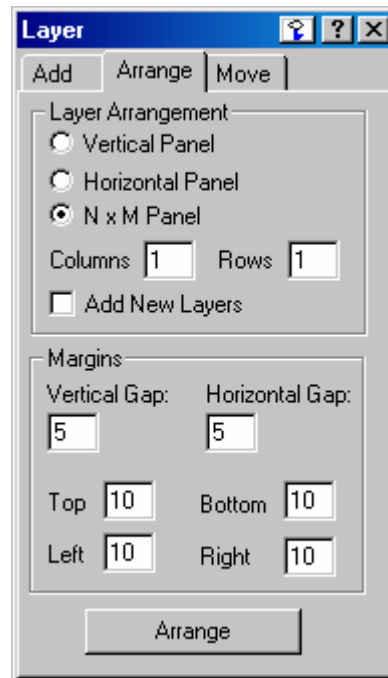 Layer ?
Add Arrange Move
Layer Arrangement
Vertical Panel
Horizontal Panel
N x M Panel
Columns 1 Rows 1
Add New Layers
Margins
Vertical Gap: Horizontal Gap:
5 5
Top 10 Bottom 10
Left 10 Right 10
Arrange